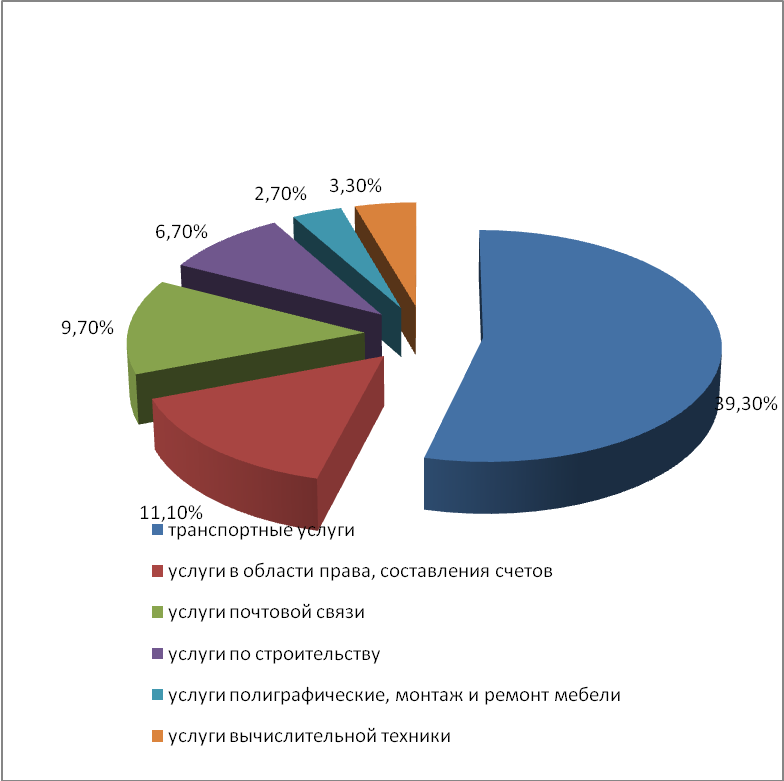 3,30%
2,70%
6,70%
9,70%
39,30%
11,10%
транспортные услуги
услуги в области права, составления счетов
услуги почтовой связи
услуги по строительству
услуги полиграфические, монтаж и ремонт мебели
услуги вычислительной техники